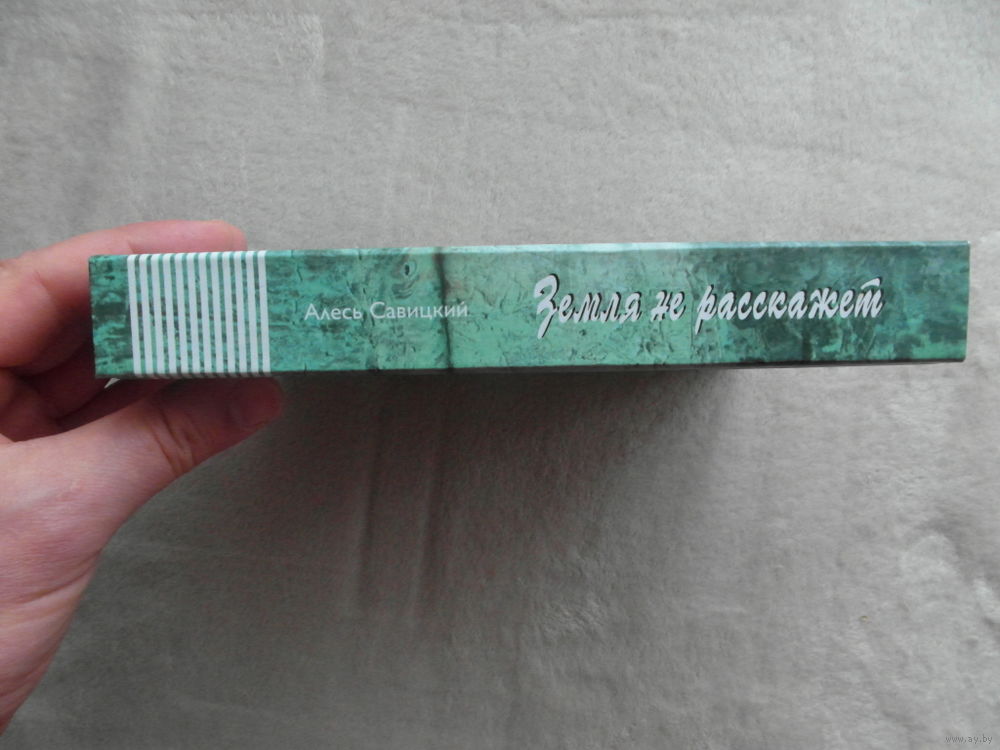 Алесь Савицкий
Земля не расскажет
www.ay.by